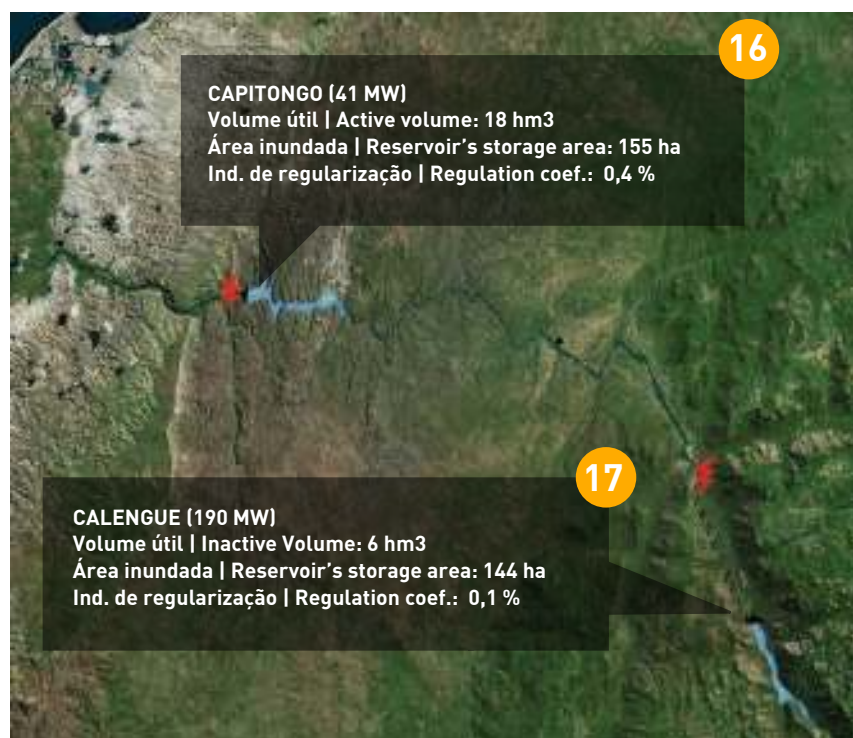 16
CAPITONGO (41 MW)
Volume útil | Active volume: 18 hm3
Área inundada | Reservoir's storage area: 155 ha
Ind. de regularização | Regulation coef.: 0,4 %
17
CALENGUE (190 MW)
Volume útil | Inactive Volume: 6 hm3
Área inundada | Reservoir's storage area: 144 ha
Ind. de regularização | Regulation coef.: 0,1 %